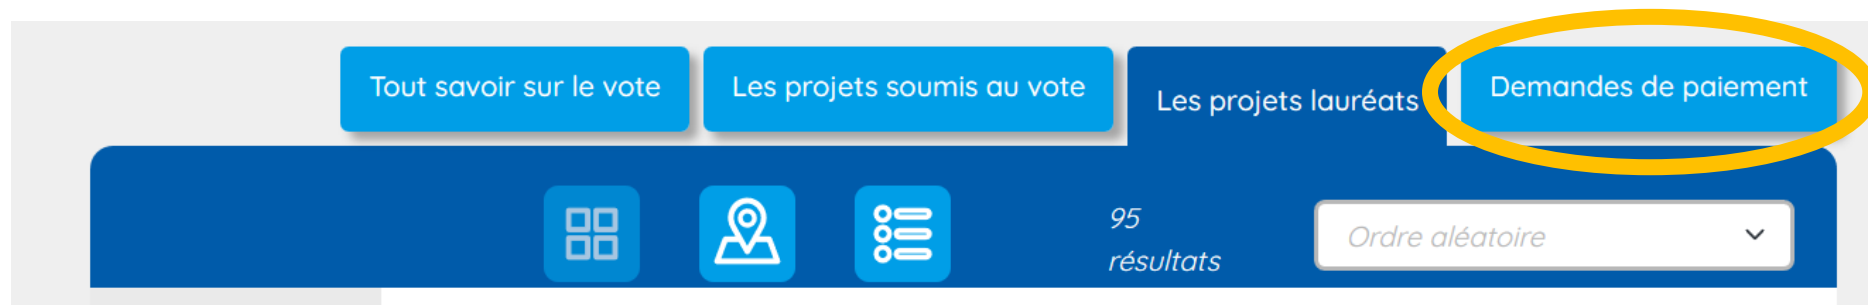 Tout savoir sur le vote
Les projets soumis au vote
Les projets lauréats
Demandes de paiement
95
résultats
Ordre aléatoire